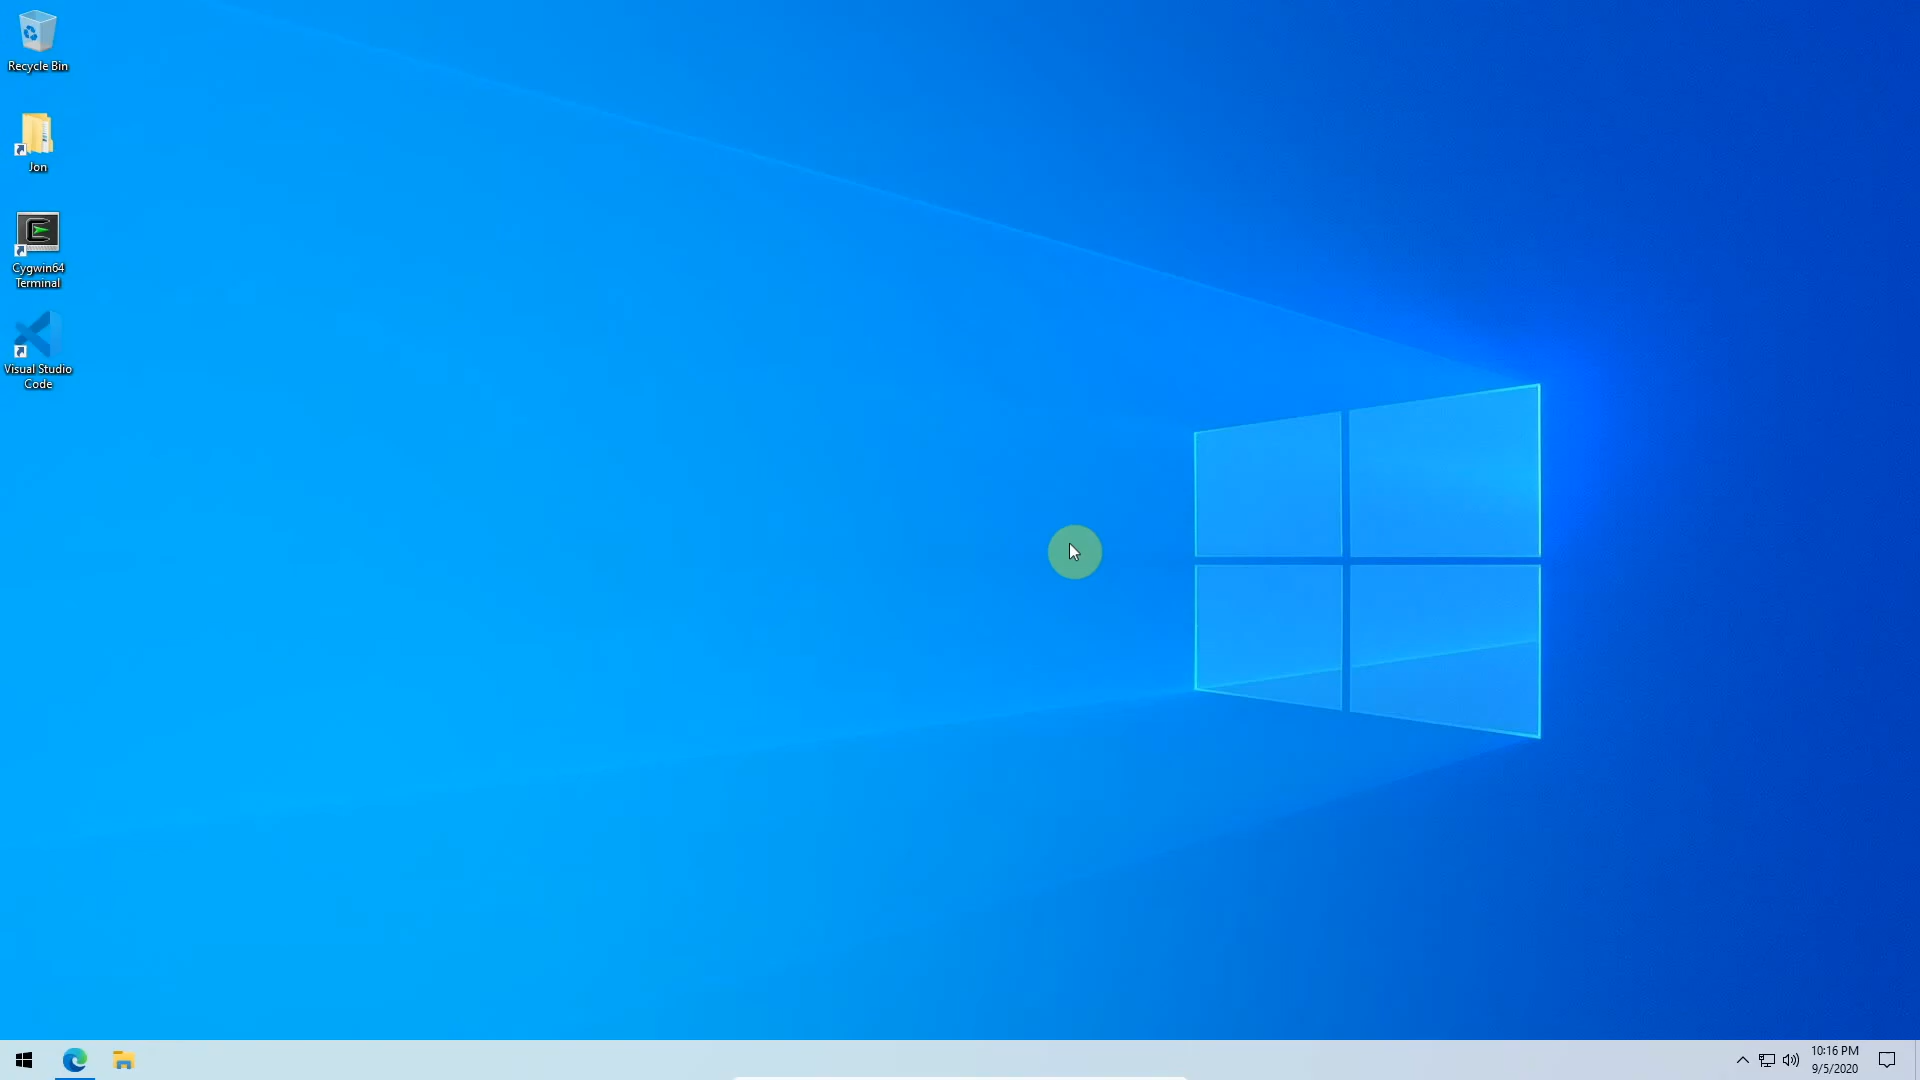 Recycle Bin
Jon
Cygwin64
Terminal
Visual Studio
Code
10:16 PM
9/5/2020